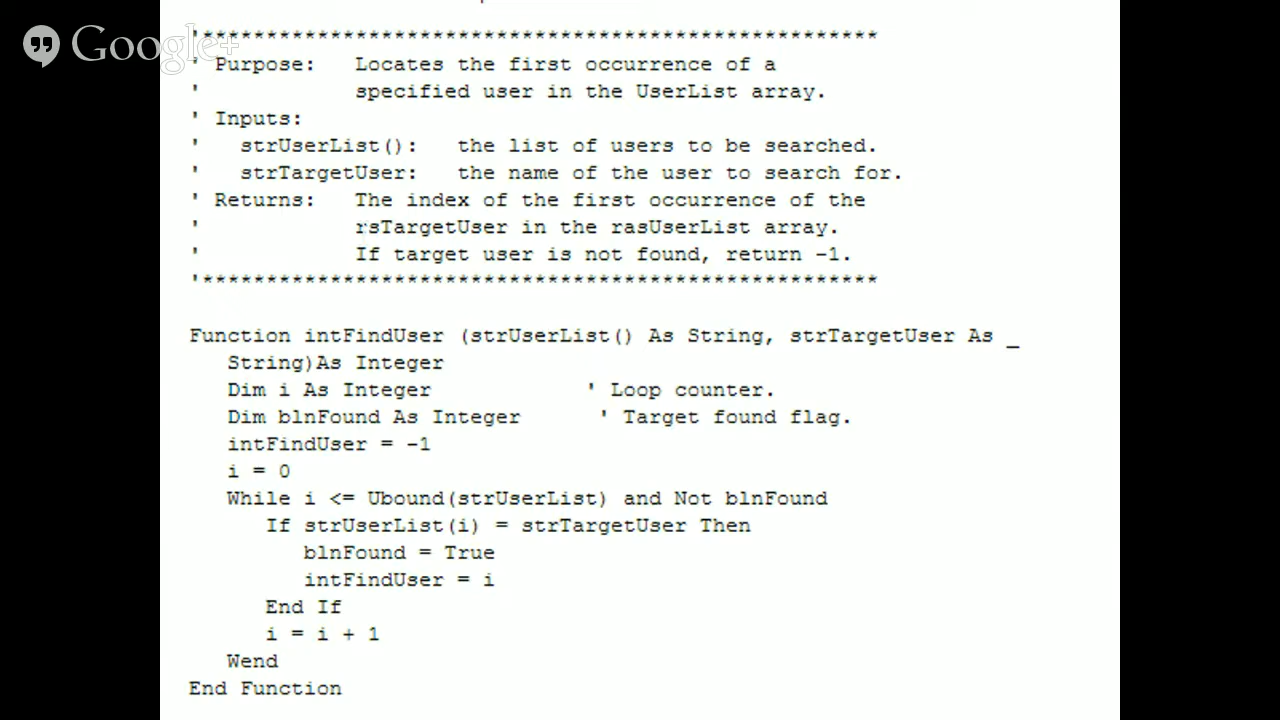 Google+
'*****************************************************
' Purpose: Locates the first occurrence of a
' specified user in the UserList array.
' Inputs:
' strUserList(): the list of users to be searched.
' strTargetUser: the name of the user to search for.
' Returns: The index of the first occurrence of the
' rsTargetUser in the rasUserList array.
' If target user is not found, return -1.
'*****************************************************
Function intFindUser (strUserList() As String, strTargetUser As _
String)As Integer
Dim i As Integer ' Loop counter.
Dim blnFound As Integer ' Target found flag.
intFindUser = -1
i = 0
While i <= Ubound(strUserList) and Not blnFound
If strUserList(i) = strTargetUser Then
blnFound = True
intFindUser = i
End If
i = i + 1
Wend
End Function